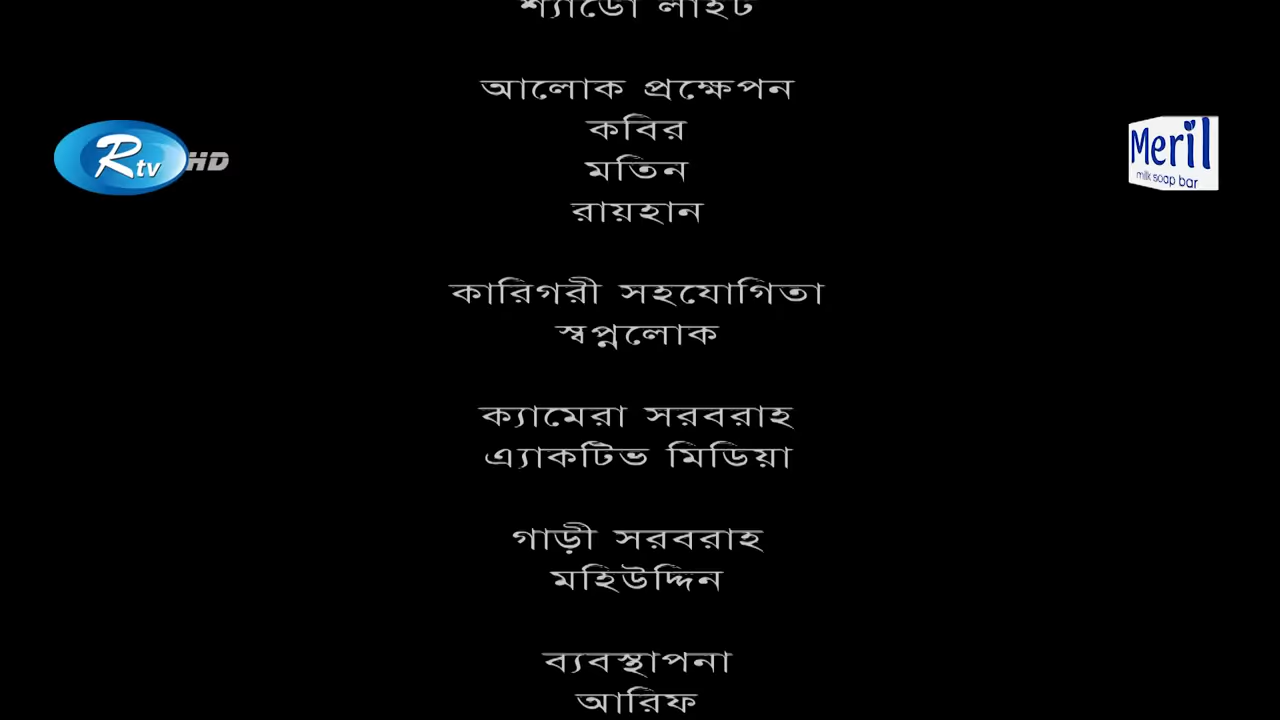 শ্যাডো লাইট
আলোক প্রক্ষেপন
কবির
মতিন
রায়হান
Rtv HD
Meril
milk soap bar
কারিগরী সহযোগিতা
স্বপ্নলোক
ক্যামেরা সরবরাহ
এ্যাকটিভ মিডিয়া
গাড়ী সরবরাহ
মহিউদ্দিন
ব্যবস্থাপনা
আরিফ